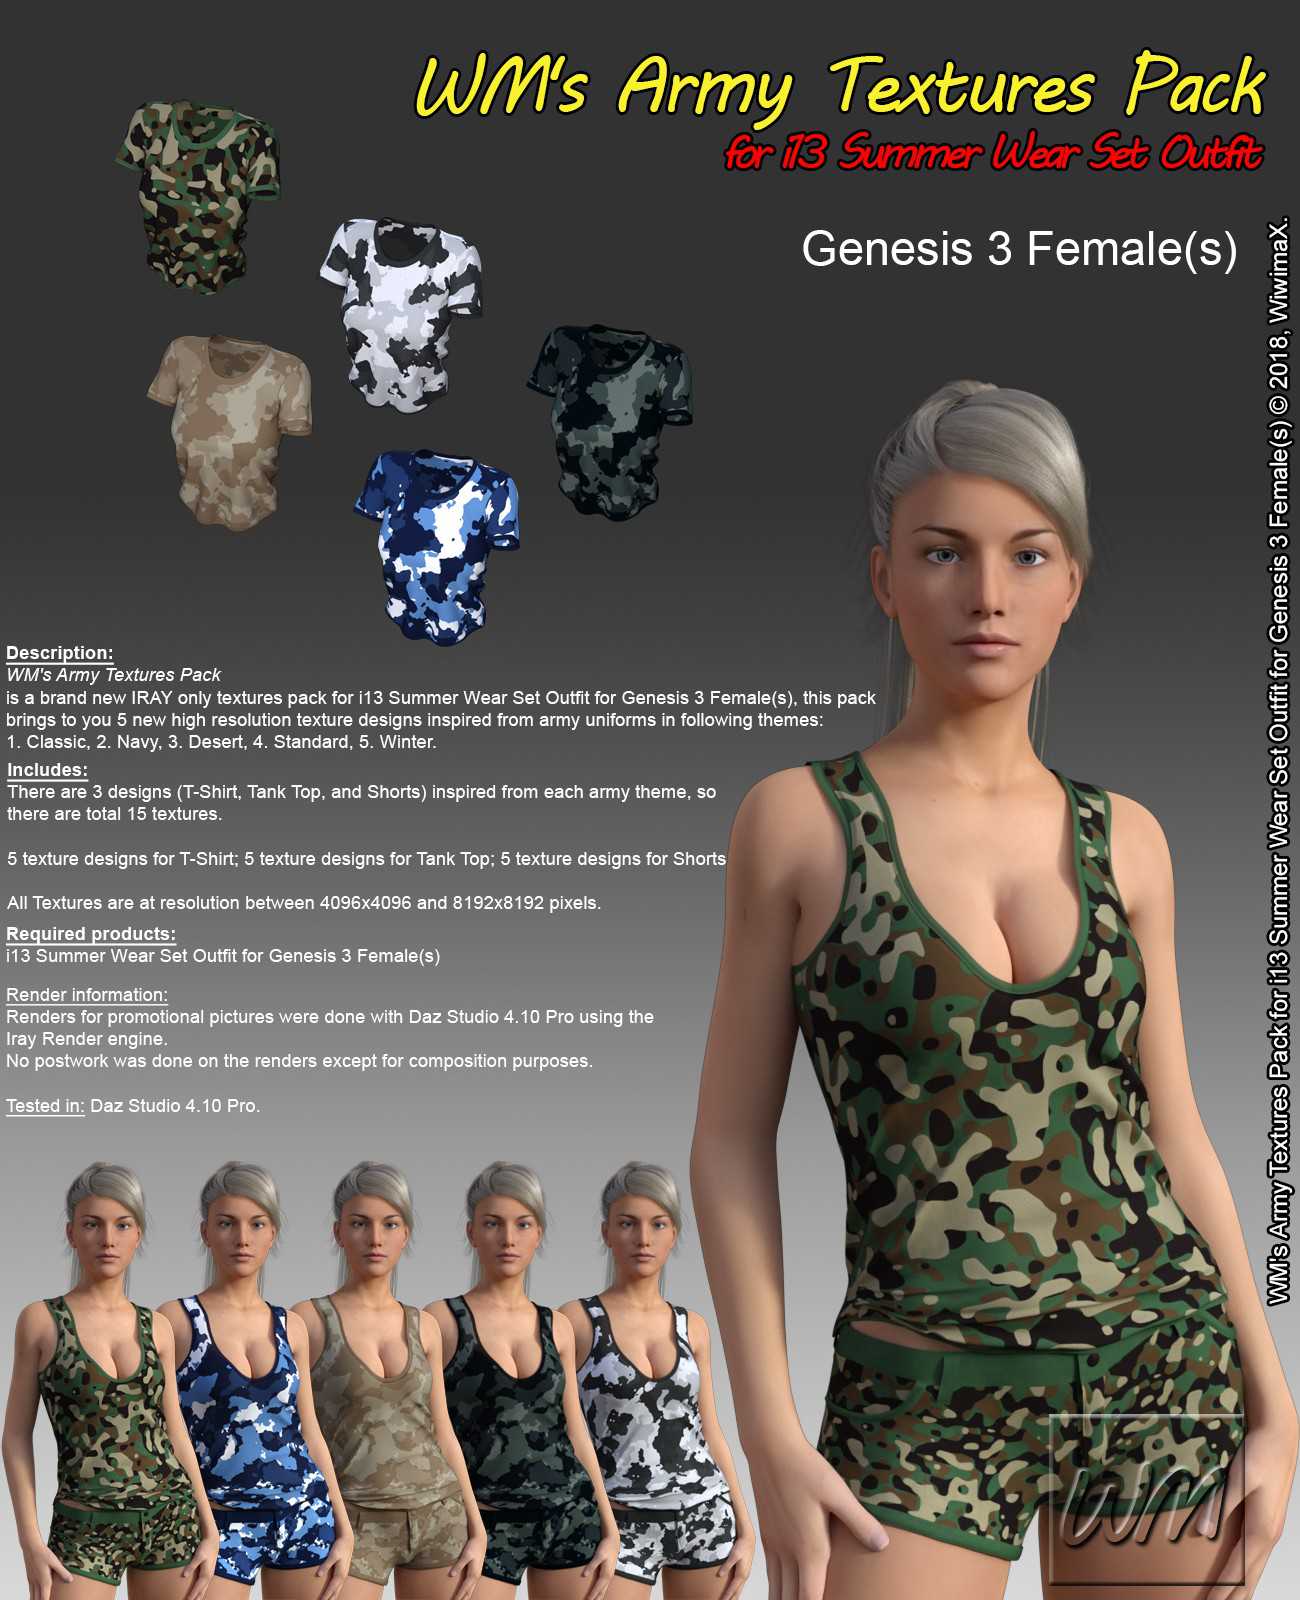 WM's Army Textures Pack
for i13 Summer Wear Set Outfit
Genesis 3 Female(s)
WM's Army Textures Pack for i13 Summer Wear Set Outfit for Genesis 3 Female(s) © 2018, WiwimaX.
Description:
WM's Army Textures Pack
is a brand new IRAY only textures pack for i13 Summer Wear Set Outfit for Genesis 3 Female(s), this pack
brings to you 5 new high resolution texture designs inspired from army uniforms in following themes:
1. Classic, 2. Navy, 3. Desert, 4. Standard, 5. Winter.
Includes:
There are 3 designs (T-Shirt, Tank Top, and Shorts) inspired from each army theme, so
there are total 15 textures.
5 texture designs for T-Shirt; 5 texture designs for Tank Top; 5 texture designs for Shorts
All Textures are at resolution between 4096x4096 and 8192x8192 pixels.
Required products:
i13 Summer Wear Set Outfit for Genesis 3 Female(s)
Render information:
Renders for promotional pictures were done with Daz Studio 4.10 Pro using the
Iray Render engine.
No postwork was done on the renders except for composition purposes.
Tested in: Daz Studio 4.10 Pro.
WM